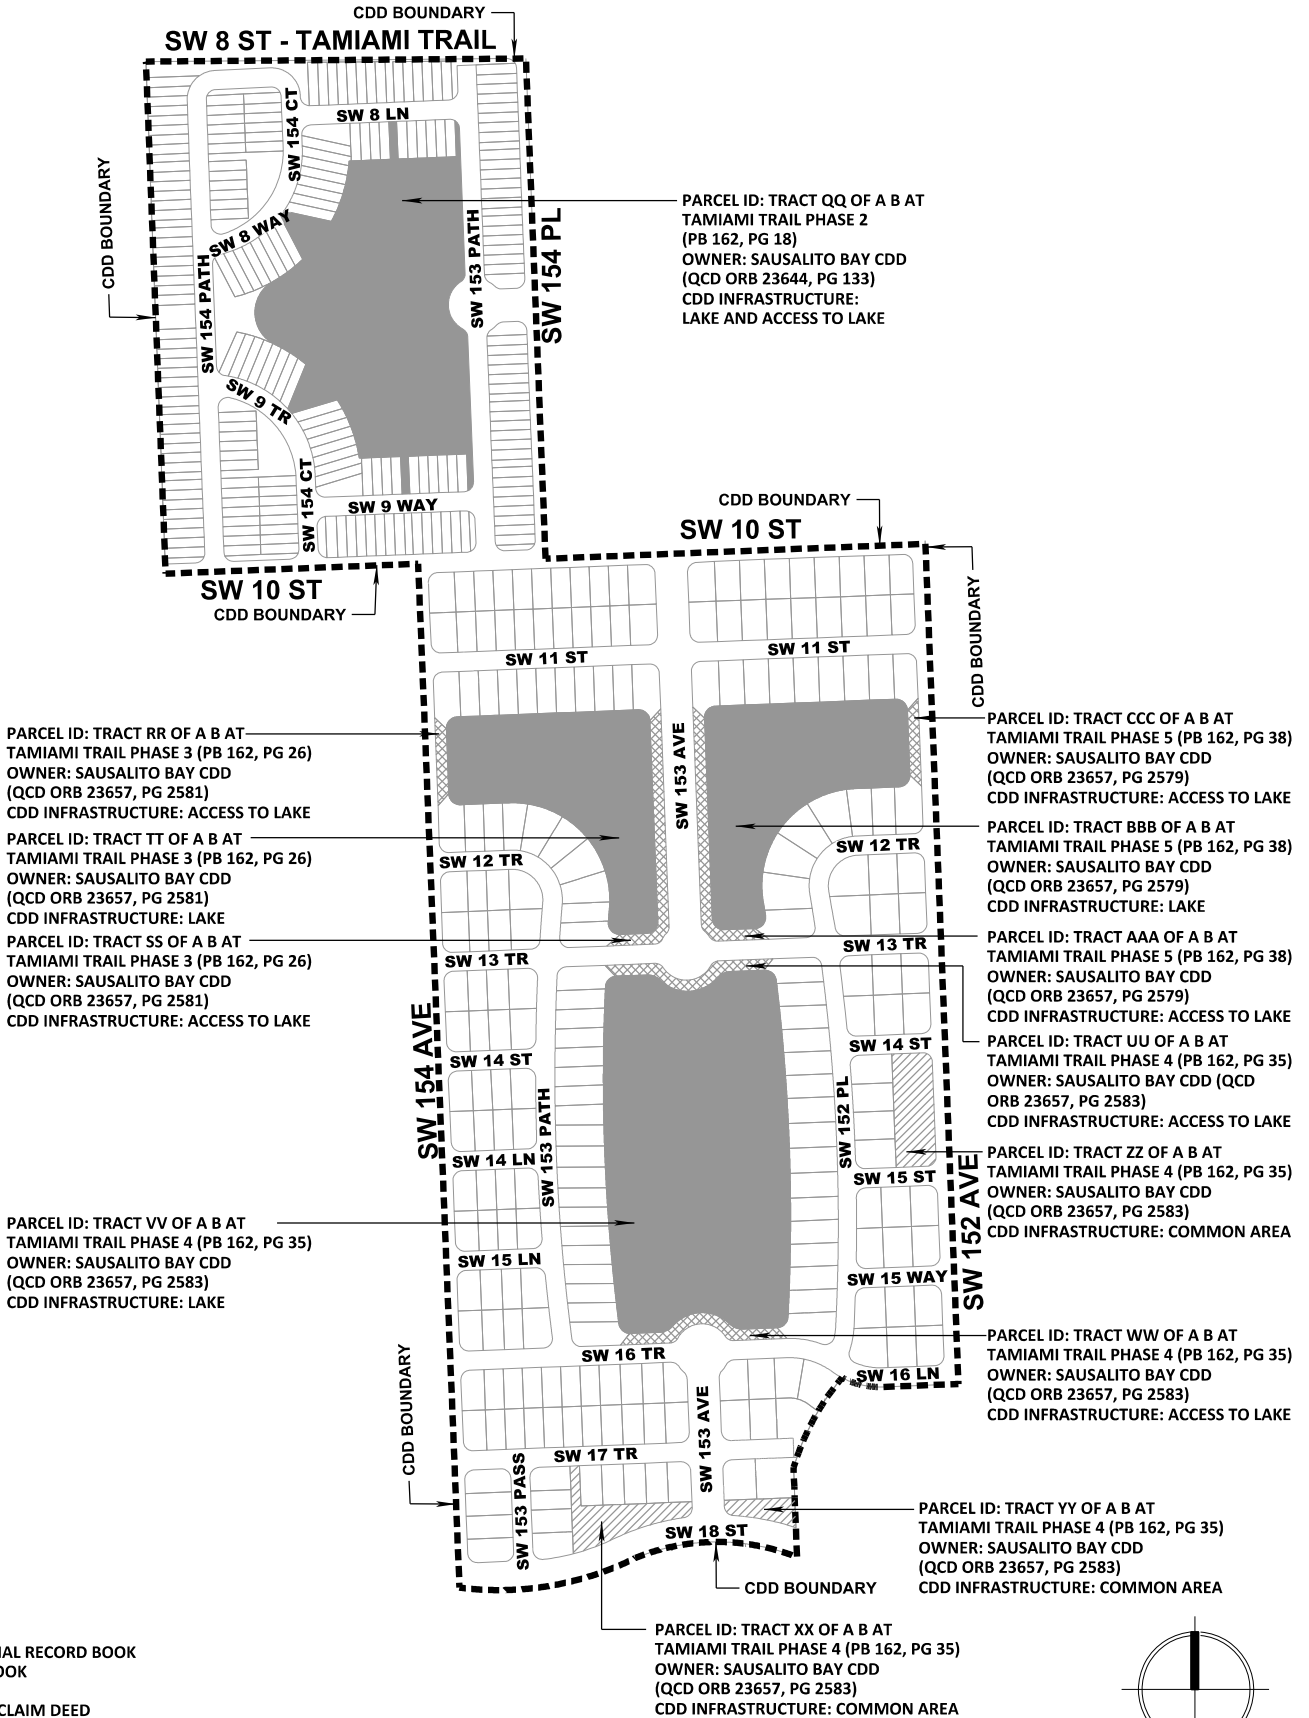 CDD BOUNDARY
SW 8 ST - TAMIAMI TRAIL
SW 154 CT
SW 8 LN
CDD BOUNDARY
SW 8 WAY
SW 154 PATH
SW 153 PATH
SW 154 PL
PARCEL ID: TRACT QQ OF A B AT
TAMIAMI TRAIL PHASE 2
(PB 162, PG 18)
OWNER: SAUSALITO BAY CDD
(QCD ORB 23644, PG 133)
CDD INFRASTRUCTURE:
LAKE AND ACCESS TO LAKE
SW 9 TR
SW 154 CT
SW 9 WAY
CDD BOUNDARY
SW 10 ST
SW 10 ST
CDD BOUNDARY
CDD BOUNDARY
SW 11 ST
SW 11 ST
PARCEL ID: TRACT RR OF A B AT
TAMIAMI TRAIL PHASE 3 (PB 162, PG 26)
OWNER: SAUSALITO BAY CDD
(QCD ORB 23657, PG 2581)
CDD INFRASTRUCTURE: ACCESS TO LAKE
PARCEL ID: TRACT TT OF A B AT
TAMIAMI TRAIL PHASE 3 (PB 162, PG 26)
OWNER: SAUSALITO BAY CDD
(QCD ORB 23657, PG 2581)
CDD INFRASTRUCTURE: LAKE
PARCEL ID: TRACT SS OF A B AT
TAMIAMI TRAIL PHASE 3 (PB 162, PG 26)
OWNER: SAUSALITO BAY CDD
(QCD ORB 23657, PG 2581)
CDD INFRASTRUCTURE: ACCESS TO LAKE
SW 153 AVE
SW 12 TR
SW 12 TR
SW 13 TR
SW 13 TR
PARCEL ID: TRACT CCC OF A B AT
TAMIAMI TRAIL PHASE 5 (PB 162, PG 38)
OWNER: SAUSALITO BAY CDD
(QCD ORB 23657, PG 2579)
CDD INFRASTRUCTURE: ACCESS TO LAKE
PARCEL ID: TRACT BBB OF A B AT
TAMIAMI TRAIL PHASE 5 (PB 162, PG 38)
OWNER: SAUSALITO BAY CDD
(QCD ORB 23657, PG 2579)
CDD INFRASTRUCTURE: LAKE
PARCEL ID: TRACT AAA OF A B AT
TAMIAMI TRAIL PHASE 5 (PB 162, PG 38)
OWNER: SAUSALITO BAY CDD
(QCD ORB 23657, PG 2579)
CDD INFRASTRUCTURE: ACCESS TO LAKE
PARCEL ID: TRACT UU OF A B AT
TAMIAMI TRAIL PHASE 4 (PB 162, PG 35)
OWNER: SAUSALITO BAY CDD (QCD
ORB 23657, PG 2583)
CDD INFRASTRUCTURE: ACCESS TO LAKE
SW 154 AVE
SW 14 ST
SW 14 ST
SW 153 PATH
SW 152 PL
SW 14 LN
SW 15 ST
SW 152 AVE
PARCEL ID: TRACT ZZ OF A B AT
TAMIAMI TRAIL PHASE 4 (PB 162, PG 35)
OWNER: SAUSALITO BAY CDD
(QCD ORB 23657, PG 2583)
CDD INFRASTRUCTURE: COMMON AREA
PARCEL ID: TRACT VV OF A B AT
TAMIAMI TRAIL PHASE 4 (PB 162, PG 35)
OWNER: SAUSALITO BAY CDD
(QCD ORB 23657, PG 2583)
CDD INFRASTRUCTURE: LAKE
SW 15 LN
SW 15 WAY
PARCEL ID: TRACT WW OF A B AT
TAMIAMI TRAIL PHASE 4 (PB 162, PG 35)
OWNER: SAUSALITO BAY CDD
(QCD ORB 23657, PG 2583)
CDD INFRASTRUCTURE: ACCESS TO LAKE
SW 16 TR
SW 16 LN
CDD BOUNDARY
SW 153 AVE
SW 17 TR
SW 153 PASS
SW 18 ST
PARCEL ID: TRACT YY OF A B AT
TAMIAMI TRAIL PHASE 4 (PB 162, PG 35)
OWNER: SAUSALITO BAY CDD
(QCD ORB 23657, PG 2583)
CDD INFRASTRUCTURE: COMMON AREA
CDD BOUNDARY
PARCEL ID: TRACT XX OF A B AT
TAMIAMI TRAIL PHASE 4 (PB 162, PG 35)
OWNER: SAUSALITO BAY CDD
(QCD ORB 23657, PG 2583)
CDD INFRASTRUCTURE: COMMON AREA
IAL RECORD BOOK
OOK
CLAIM DEED